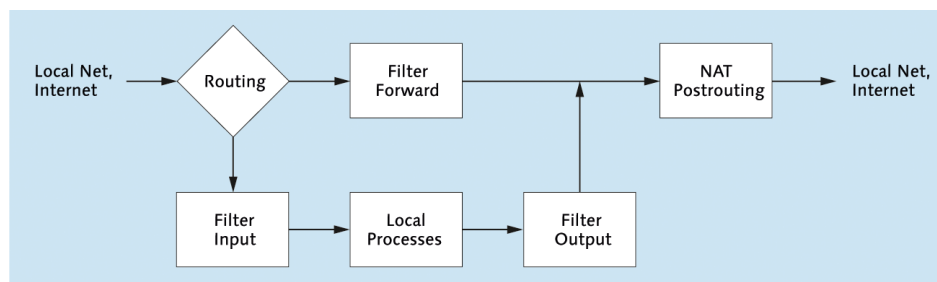 Local Net,
Internet
Routing
Filter
Forward
NAT
Postrouting
Local Net,
Internet
Filter
Input
Local
Processes
Filter
Output